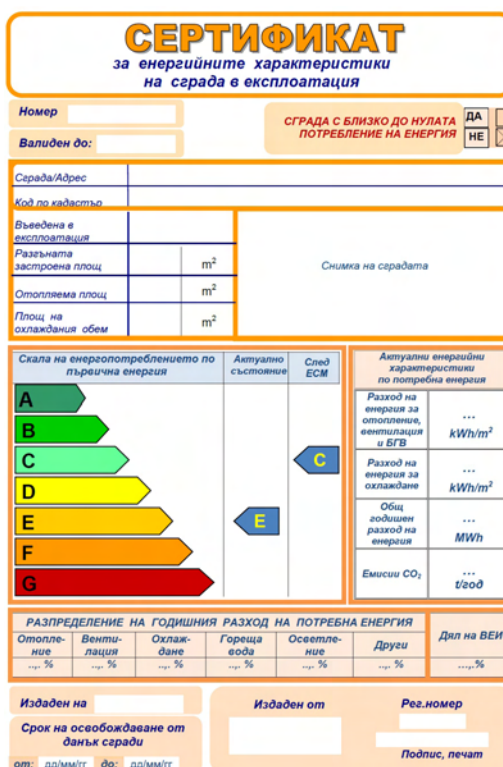 СЕРТИФИКАТ
за енергийните характеристики
на сграда в експлоатация
Номер
Валиден до:
СГРАДА С БЛИЗКО ДО НУЛАТА
ПОТРЕБЛЕНИЕ НА ЕНЕРГИЯ
ДА
НЕ
Сграда/Адрес
Код по кадастър
Въведена в
експлоатация
Разгъната
застроена площ
m²
Отопляема площ
m²
Площ на
охлаждания обем
m²
Снимка на сградата
Скала на енергопотреблението по
първична енергия
Актуално
състояние
След
ЕСМ
A
B
C
D
E
F
G
E
C
Актуални енергийни
характеристики
по потребна енергия
Разход на
енергия за
отопление,
вентилация
и БГВ
...
kWh/m²
Разход на
енергия за
охлаждане
...
kWh/m²
Общ
годишен
разход на
енергия
...
MWh
Емисии CO₂
...
t/год
РАЗПРЕДЕЛЕНИЕ НА ГОДИШНИЯ РАЗХОД НА ПОТРЕБНА ЕНЕРГИЯ
Отопле-
ние
Венти-
лация
Охлаж-
дане
Гореща
вода
Осветле-
ние
Други
Дял на ВЕИ
..,. %
..,. %
..,. %
..,. %
..,. %
..,. %
...,.%
Издаден на
Срок на освобождаване от
данък сгради
от: дд/мм/гг до: дд/мм/гг
Издаден от
Рег.номер
Подпис, печат